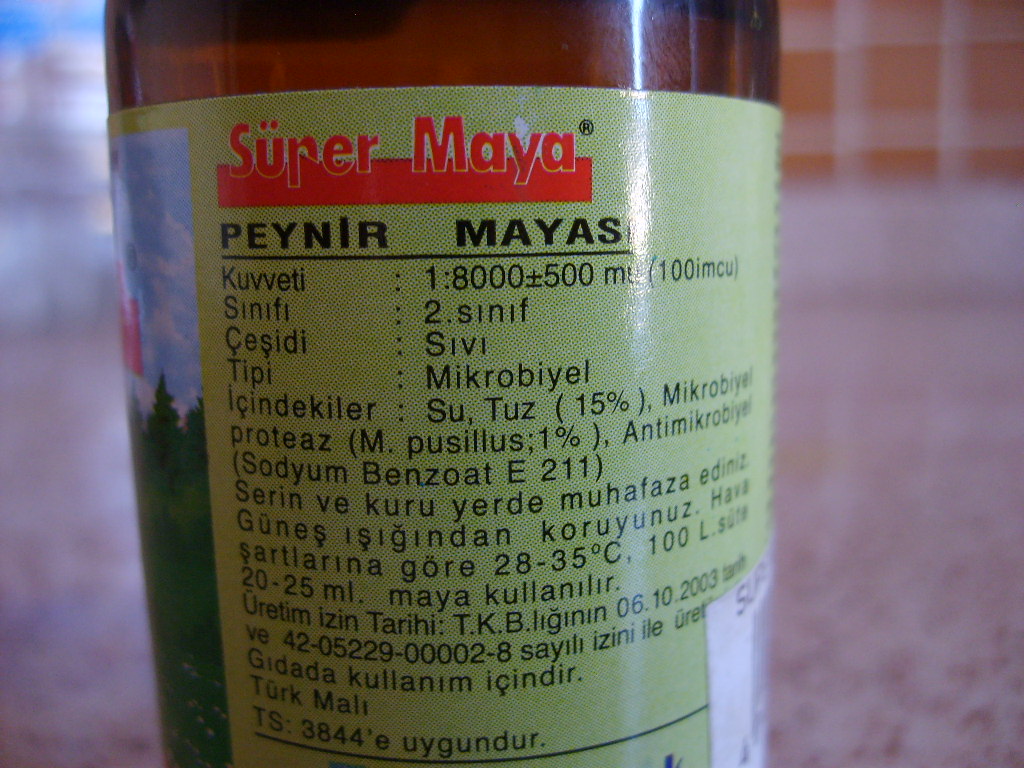 Süper Maya®
PEYNİR MAYASI
Kuvveti : 1:8000±500 mu (100imcu)
Sınıfı : 2.sınıf
Çeşidi : Sıvı
Tipi : Mikrobiyel
İçindekiler : Su, Tuz ( 15% ), Mikrobiyel
proteaz (M. pusillus;1% ), Antimikrobiyel
(Sodyum Benzoat E 211)
Serin ve kuru yerde muhafaza ediniz.
Güneş ışığından koruyunuz. Hava
şartlarına göre 28-35°C, 100 L.süte
20-25 ml. maya kullanılır.
Üretim izin Tarihi: T.K.B.lığının 06.10.2003 tarih
ve 42-05229-00002-8 sayılı izini ile
Gıdada kullanım içindir.
Türk Malı
TS: 3844'e uygundur.